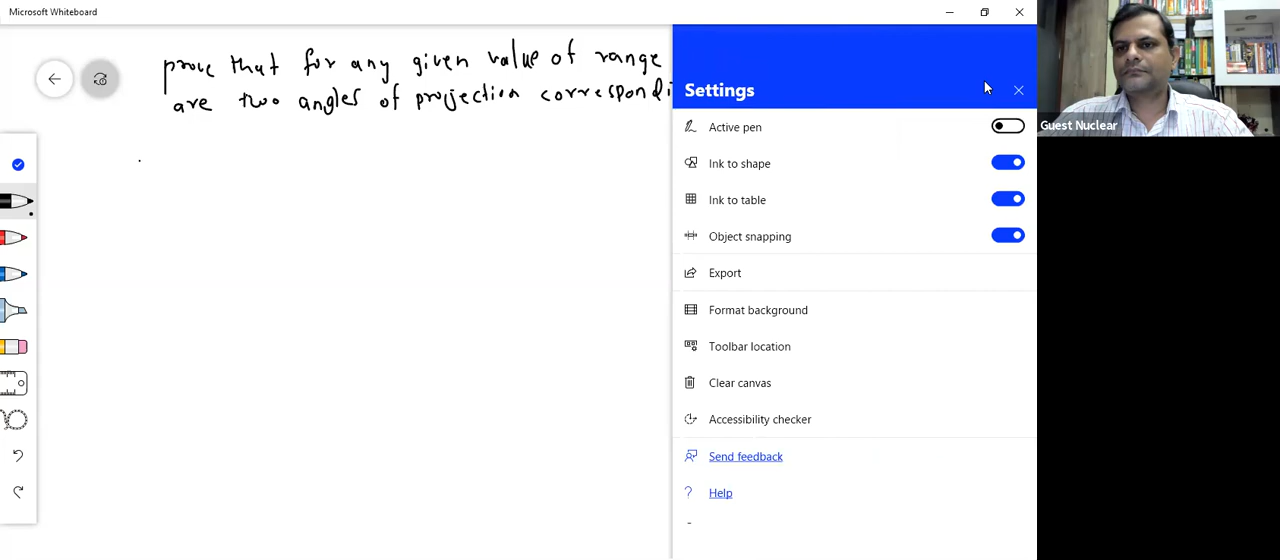 Microsoft Whiteboard
prove that for any given value of range
are two angles of projection correspondi
Settings
Active pen
Ink to shape
Ink to table
Object snapping
Export
Format background
Toolbar location
Clear canvas
Accessibility checker
Send feedback
Help
Guest Nuclear